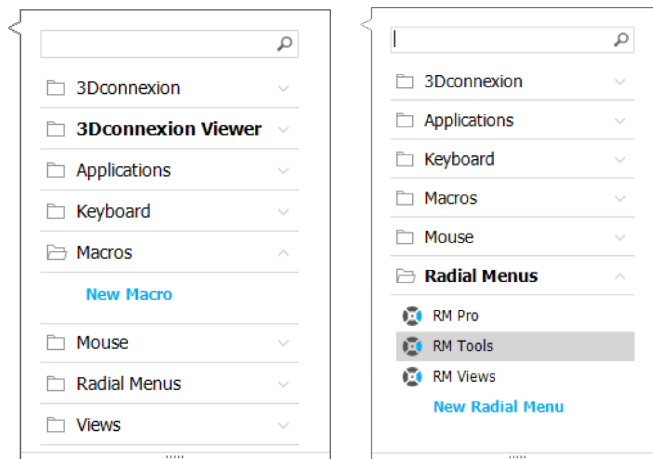 3Dconnexion
3Dconnexion Viewer
Applications
Keyboard
Macros
New Macro
Mouse
Radial Menus
Views
3Dconnexion
Applications
Keyboard
Macros
Mouse
Radial Menus
RM Pro
RM Tools
RM Views
New Radial Menu